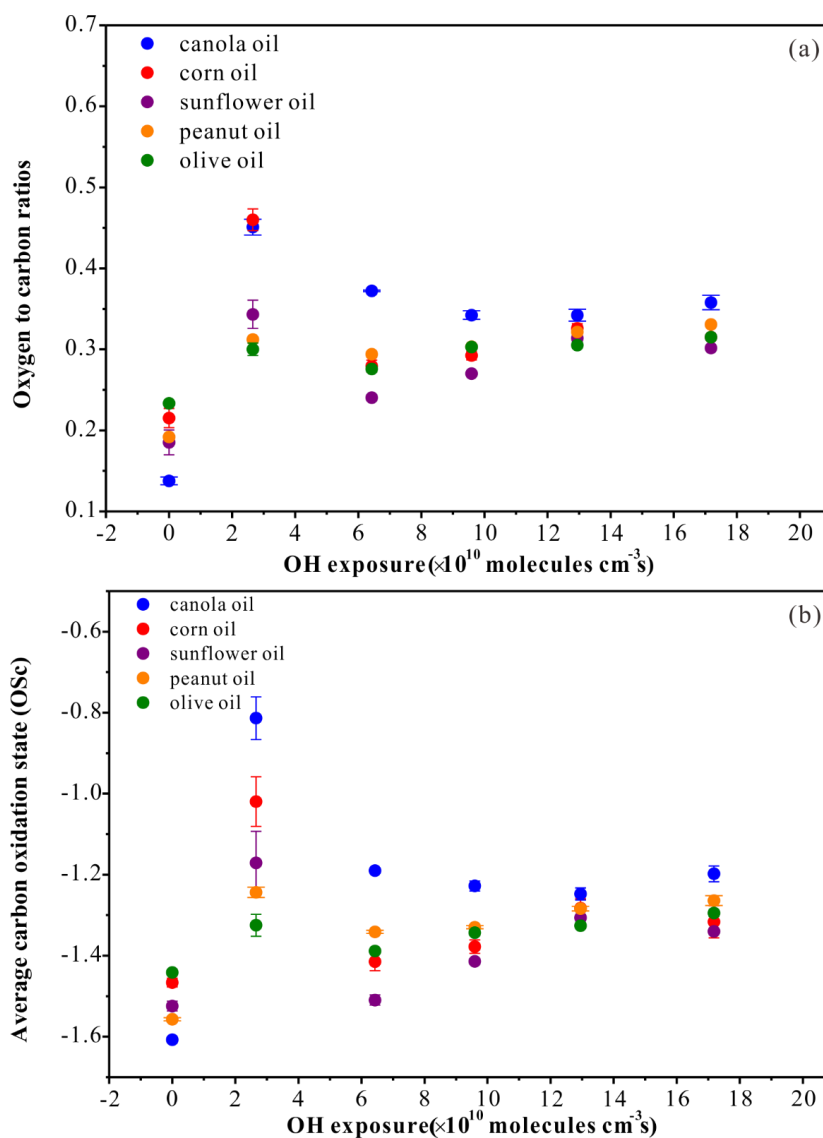 (a)
canola oil
corn oil
sunflower oil
peanut oil
olive oil
Oxygen to carbon ratios
0.7
0.6
0.5
0.4
0.3
0.2
0.1
-2 0 2 4 6 8 10 12 14 16 18 20
OH exposure(×10¹⁰ molecules cm⁻³s)
(b)
canola oil
corn oil
sunflower oil
peanut oil
olive oil
Average carbon oxidation state (OSc)
-0.6
-0.8
-1.0
-1.2
-1.4
-1.6
-2 0 2 4 6 8 10 12 14 16 18 20
OH exposure(×10¹⁰ molecules cm⁻³s)